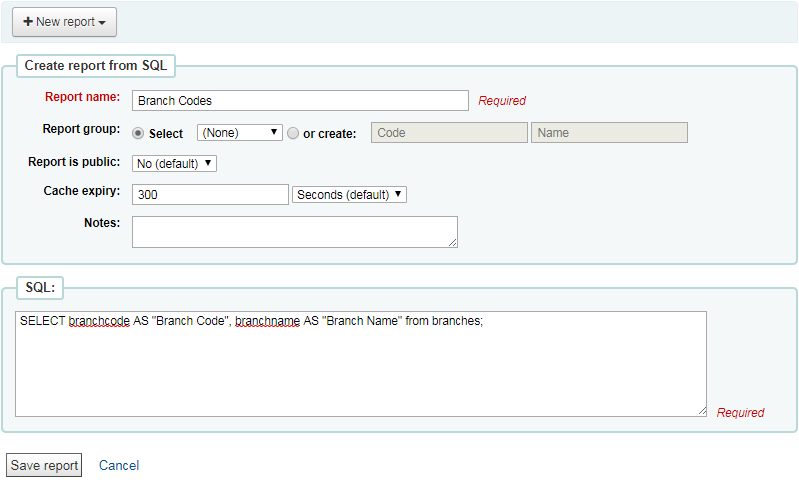 + New report
Create report from SQL
Report name: Branch Codes Required
Report group: Select (None) or create: Code Name
Report is public: No (default)
Cache expiry: 300 Seconds (default)
Notes:
SQL:
SELECT branchcode AS "Branch Code", branchname AS "Branch Name" from branches;
Required
Save report Cancel